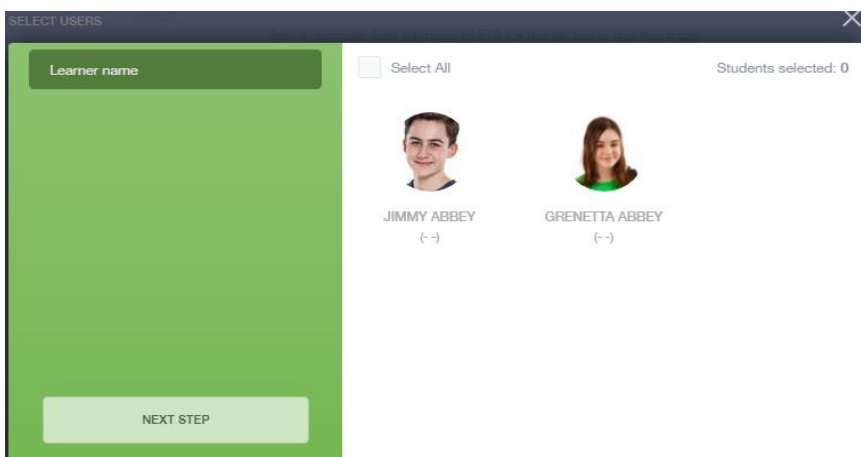 SELECT USERS
Learner name
Select All
Students selected: 0
JIMMY ABBEY
(- -)
GRENETTA ABBEY
(- -)
NEXT STEP